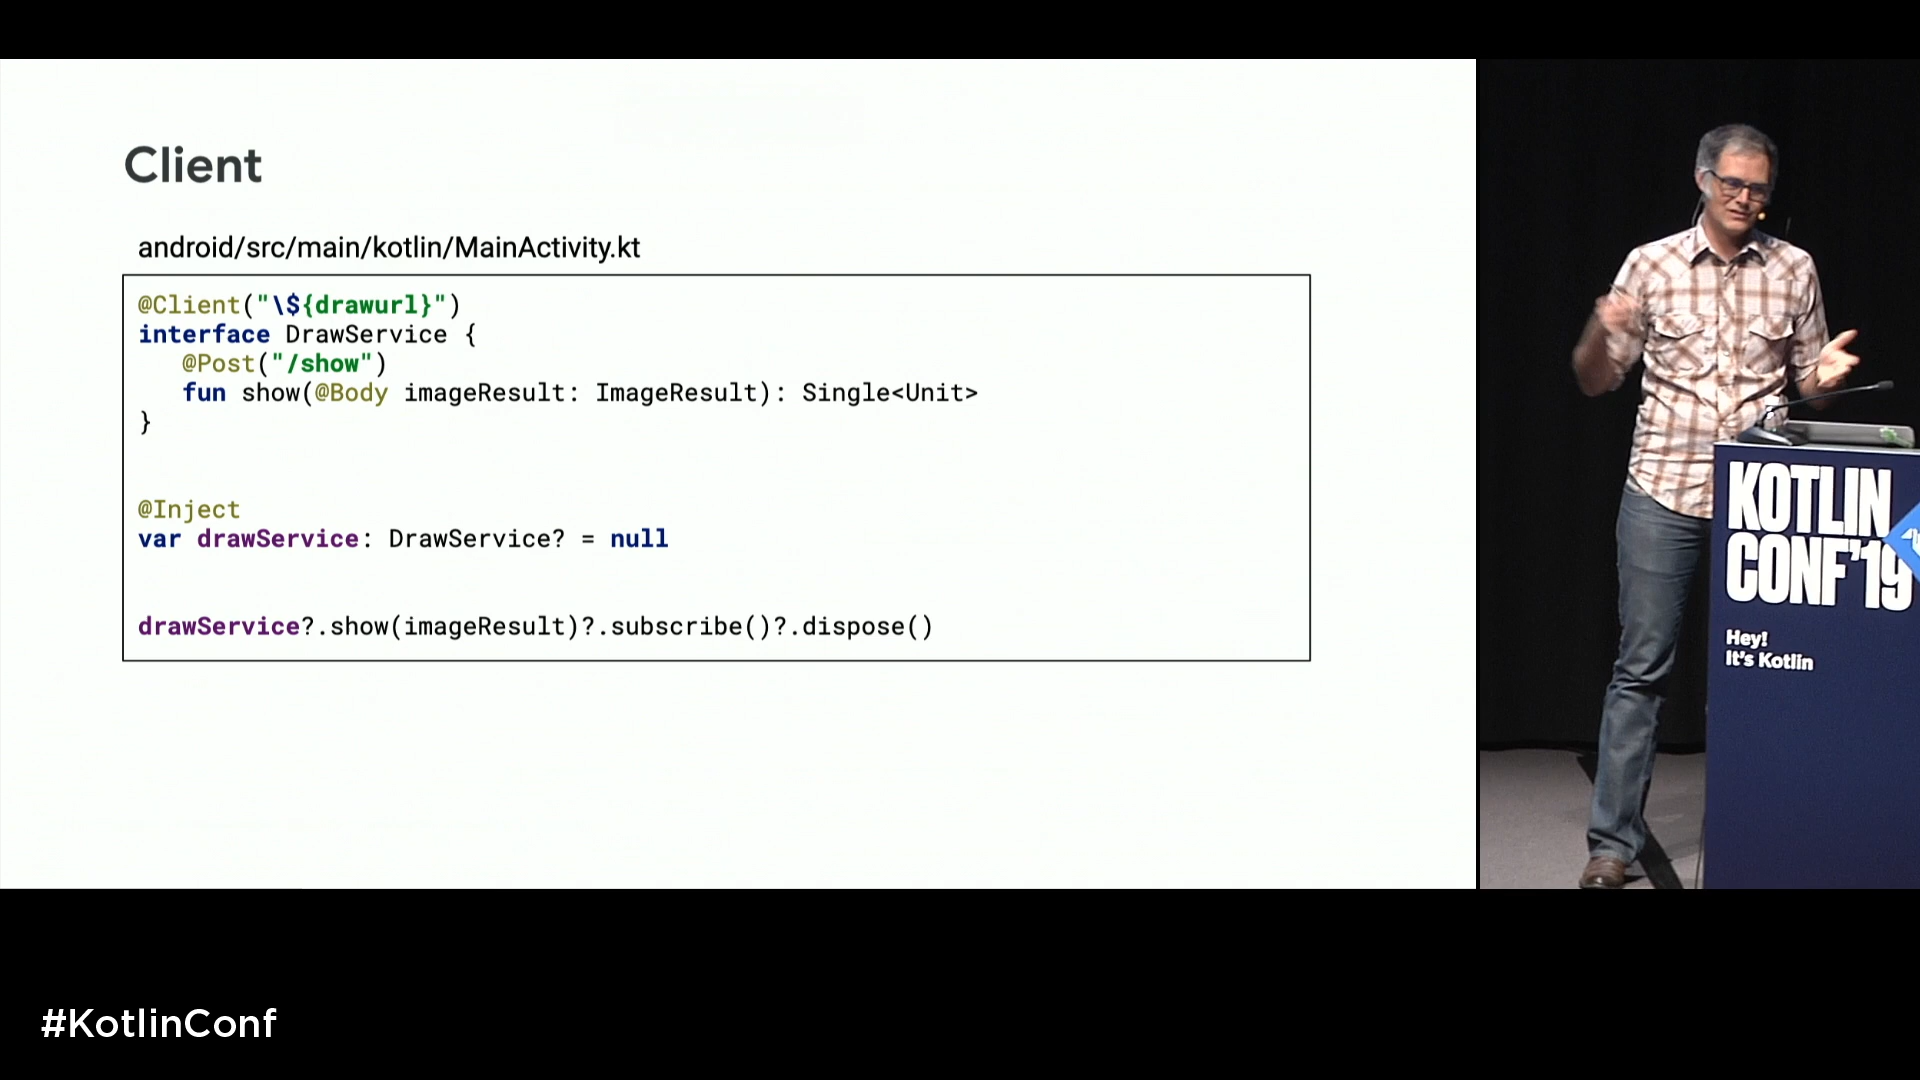 Client
android/src/main/kotlin/MainActivity.kt
@Client("\${drawurl}")
interface DrawService {
   @Post("/show")
   fun show(@Body imageResult: ImageResult): Single<Unit>
}
@Inject
var drawService: DrawService? = null
drawService?.show(imageResult)?.subscribe()?.dispose()
KOTLIN
CONF'19
Hey!
It's Kotlin
#KotlinConf